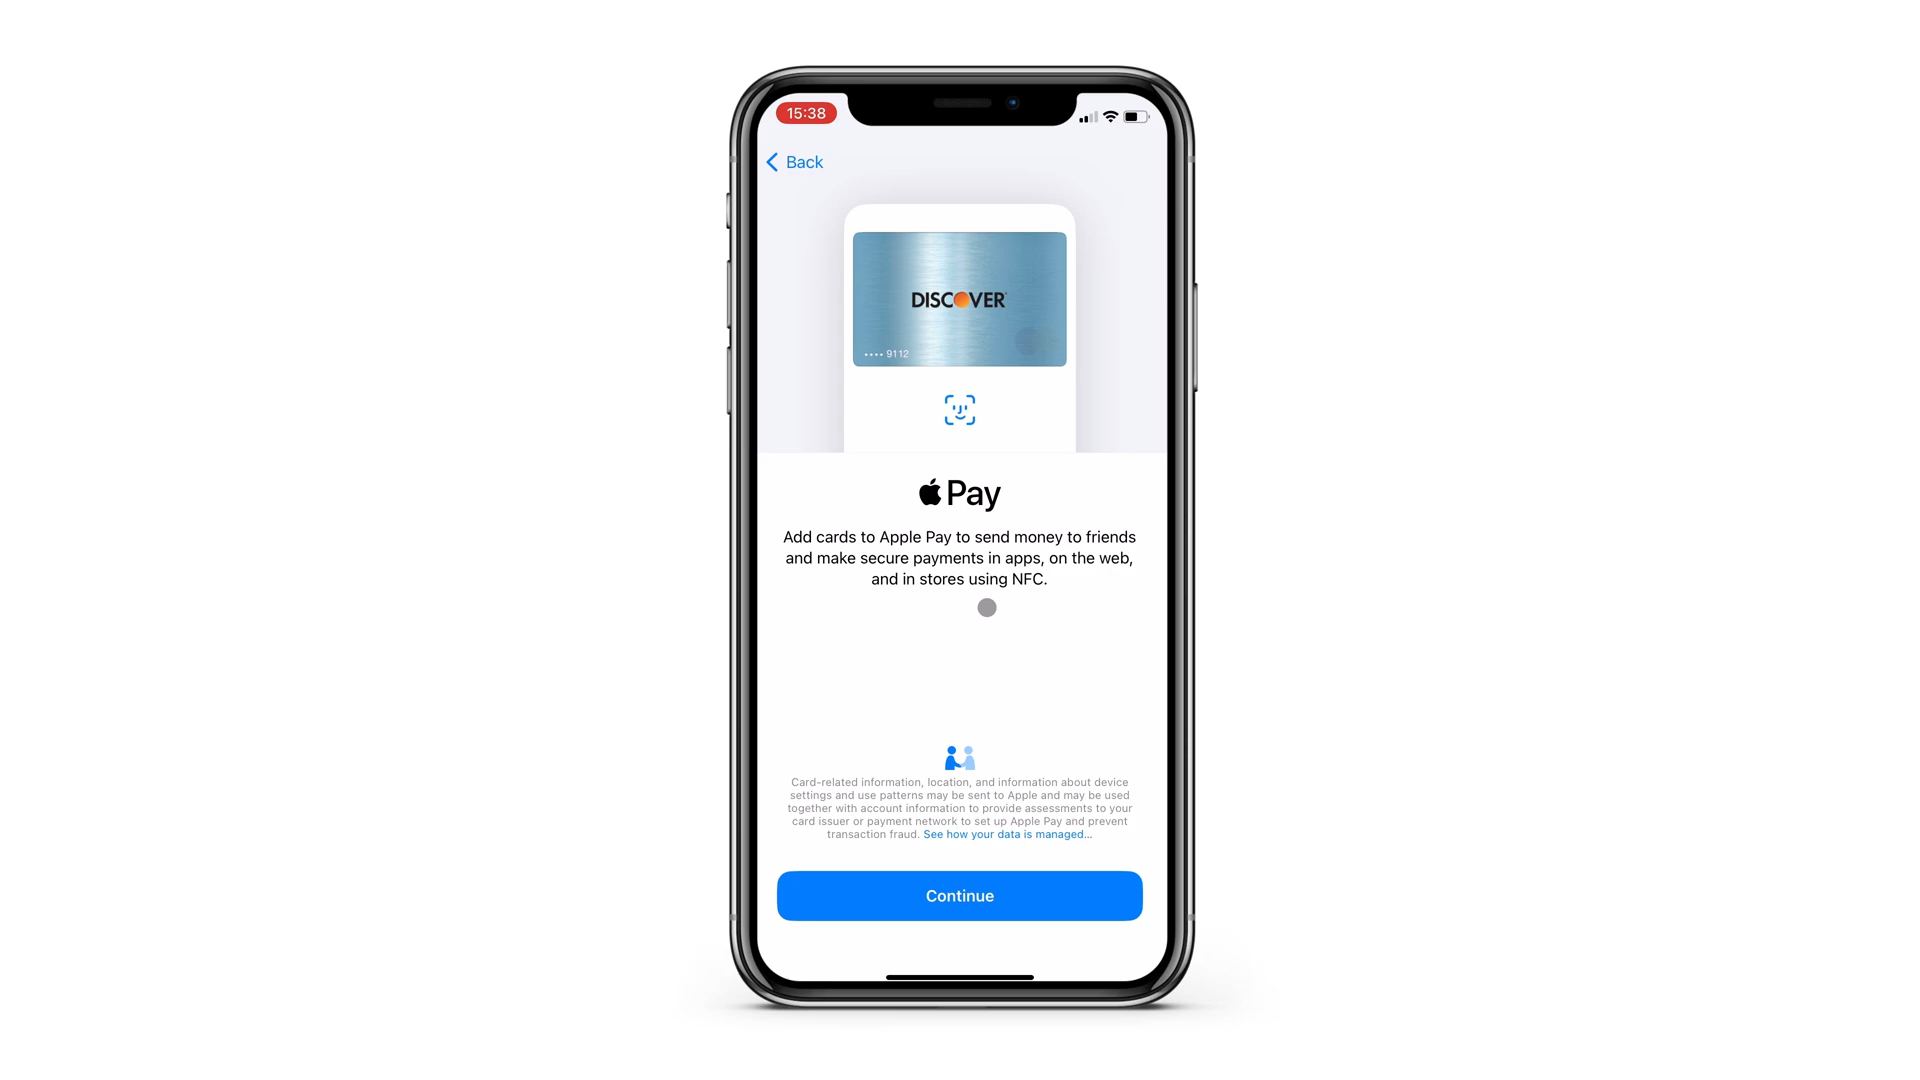 15:38
Back
DISCOVER
•••• 9112
Pay
Add cards to Apple Pay to send money to friends
and make secure payments in apps, on the web,
and in stores using NFC.
Card-related information, location, and information about device
settings and use patterns may be sent to Apple and may be used
together with account information to provide assessments to your
card issuer or payment network to set up Apple Pay and prevent
transaction fraud. See how your data is managed...
Continue